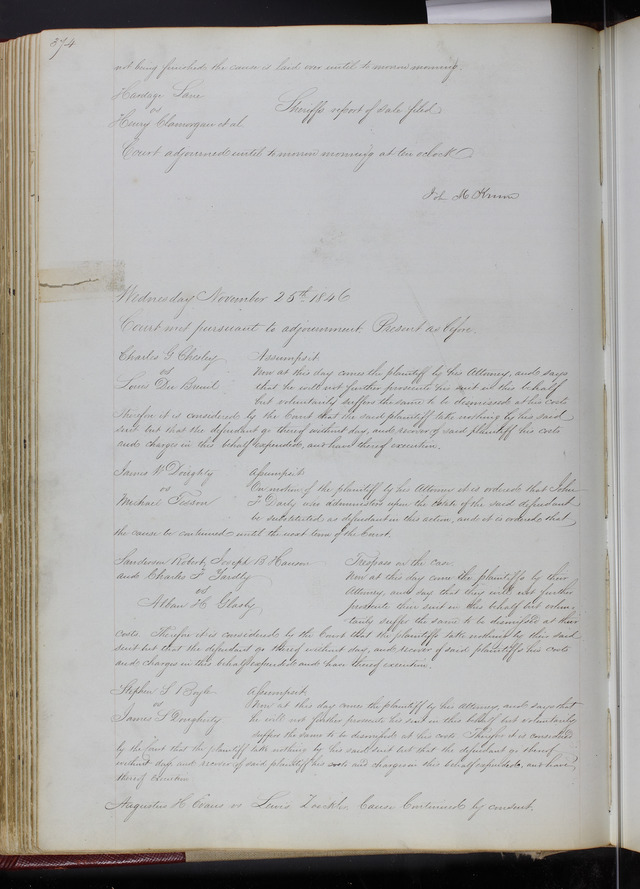 374
not being finished the cause is laid over until to morrow morning.
Lane
vs
Henry Clamorgan et al
Sheriffs report of sale filed
Court adjourned until to morrow morning at ten oclock
M Krum
Wednesday November 25th 1846
Court met pursuant to adjournment. Present as before.
Charles G
vs
Louis
Assumpsit
Now at this day comes the plaintiff by his Attorney, and says
that he will not further prosecute his suit in this behalf
but voluntarily suffers the same to be dismissed at his costs
Therefore it is considered by the Court that the said plaintiff take nothing by his said
suit but that the defendant go thereof without day, and recover of said plaintiff his costs
and charges in this behalf expended, and have thereof execution.
James W Doughty
vs
Michael
Assumpsit
On motion of the plaintiff by his Attorney it is ordered that John
F Darby administrator upon the Estate of the said defendant
be substituted as defendant in this action, and it is ordered that
the cause be continued until the next term of the Court.
Sanderson Robert, Joseph B
and Charles F Yardly
vs
H
Trespass on the case
Now at this day came the plaintiffs by their
Attorney, and say that they will not further
prosecute their suit in this behalf but volun-
tarily suffer the same to be dismissed at their
costs. Therefore it is considered by the Court that the plaintiffs take nothing by their said
suit but that the defendant go thereof without day, and recover of said plaintiffs his costs
and charges in this behalf expended and have thereof execution.
Stephen S
vs
James S Dougherty
Assumpsit
Now at this day comes the plaintiff by his Attorney, and says that
he will not further prosecute his suit in this behalf but voluntarily
suffers the same to be dismissed at his costs Therefore it is considered
by the Court that the plaintiff take nothing by his said suit but that the defendant go thereof
without day and recover of said plaintiff his costs and charges in this behalf expended, and have
thereof execution
Augustus H. Evans vs Louis Cause Continued by consent.